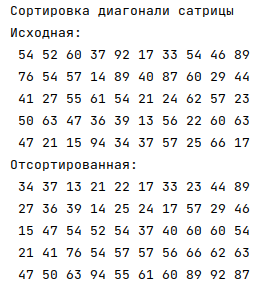 Сортировка диагонали сатрицы
Исходная:
54 52 60 37 92 17 33 54 46 89
76 54 57 14 89 40 87 60 29 44
41 27 55 61 54 21 24 62 57 23
50 63 47 36 39 13 56 22 60 63
47 21 15 94 34 37 57 25 66 17
Отсортированная:
34 37 13 21 22 17 33 23 44 89
27 36 39 14 25 24 17 57 29 46
15 47 54 52 54 37 40 60 60 54
21 41 76 54 57 57 56 66 62 63
47 50 63 94 55 61 60 89 92 87